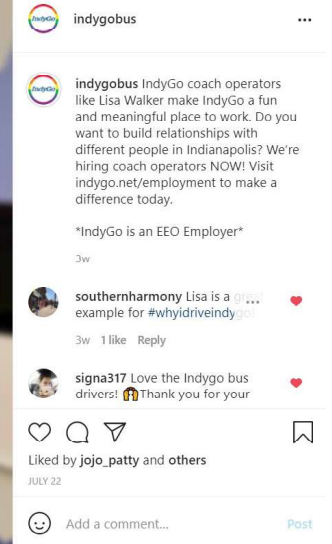 indygobus
indygobus IndyGo coach operators
like Lisa Walker make IndyGo a fun
and meaningful place to work. Do you
want to build relationships with
different people in Indianapolis? We're
hiring coach operators NOW! Visit
indygo.net/employment to make a
difference today.
*IndyGo is an EEO Employer*
3w
southernharmony Lisa is a great
example for #whyidriveindygo!
3w 1 like Reply
signa317 Love the Indygo bus
drivers! 🙌Thank you for your
Liked by jojo_patty and others
JULY 22
Add a comment... Post